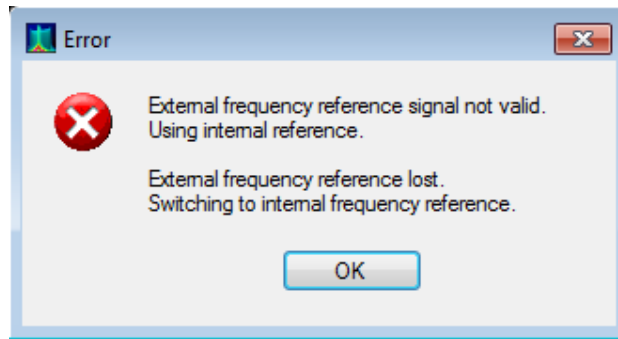 Error
External frequency reference signal not valid.
Using internal reference.
External frequency reference lost.
Switching to internal frequency reference.
OK